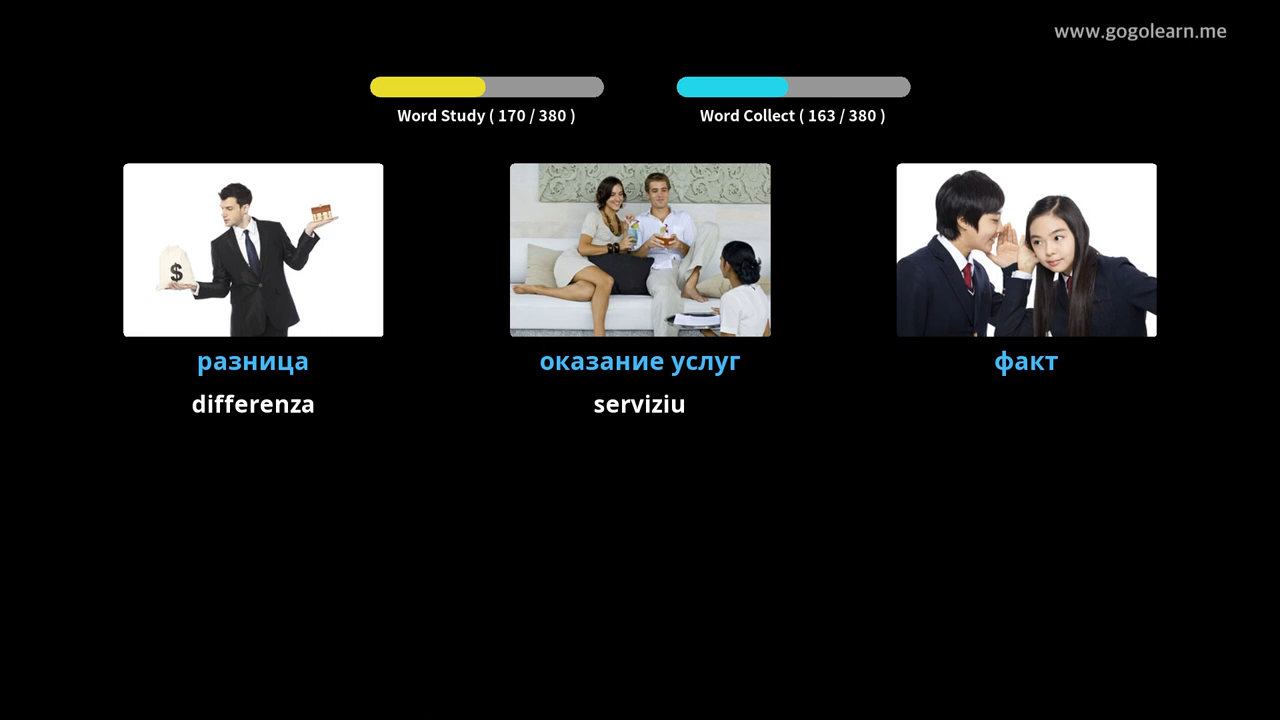 www.gogolearn.me
Word Study ( 170 / 380 )
Word Collect ( 163 / 380 )
$
разница
оказание услуг
факт
differenza
serviziu